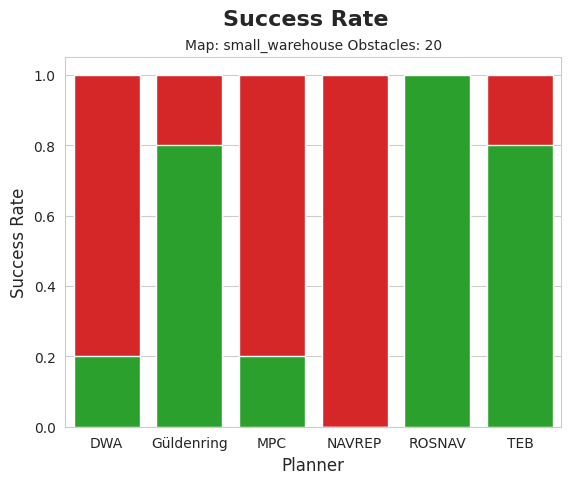 Success Rate
Map: small_warehouse Obstacles: 20
1.0
0.8
0.6
0.4
0.2
0.0
Success Rate
DWA Güldenring MPC NAVREP ROSNAV TEB
Planner